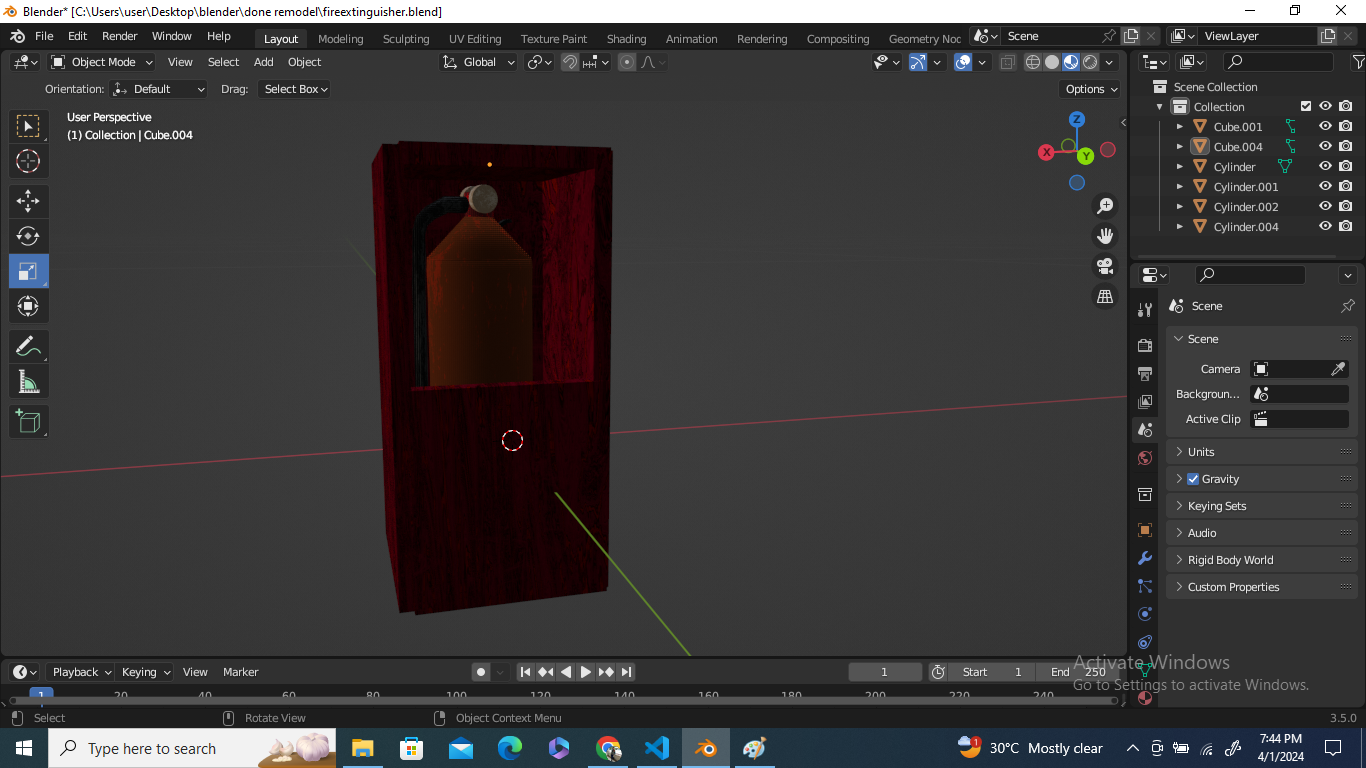 Blender* [C:\Users\user\Desktop\blender\done remodel\fireextinguisher.blend]
File Edit Render Window Help Layout Modeling Sculpting UV Editing Texture Paint Shading Animation Rendering Compositing Geometry Noc Scene ViewLayer
Object Mode View Select Add Object Global
Orientation: Default Drag: Select Box Options
User Perspective
(1) Collection | Cube.004
Z
X
Y
Scene Collection
Collection
Cube.001
Cube.004
Cylinder
Cylinder.001
Cylinder.002
Cylinder.004
Scene
Scene
Camera
Backgroun...
Active Clip
Units
Gravity
Keying Sets
Audio
Rigid Body World
Custom Properties
Playback Keying View Marker 1 Start 1 End 250
1 20 40 60 80 100 120 140 160 180 200 220 240
Activate Windows
Go to Settings to activate Windows.
Select Rotate View Object Context Menu 3.5.0
Type here to search 1 30°C Mostly clear 7:44 PM
4/1/2024